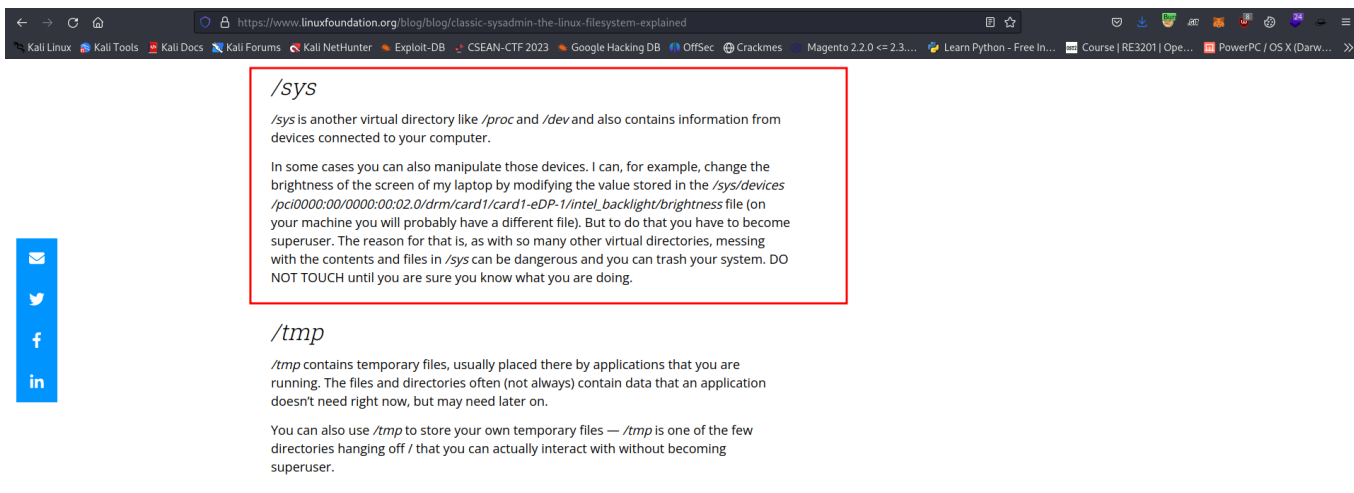 https://www.linuxfoundation.org/blog/blog/classic-sysadmin-the-linux-filesystem-explained
Kali Linux Kali Tools Kali Docs Kali Forums Kali NetHunter Exploit-DB CSEAN-CTF 2023 Google Hacking DB OffSec Crackmes Magento 2.2.0 <= 2.3.... Learn Python - Free In... Course | RE3201 | Ope... PowerPC / OS X (Darw...
/sys
/sys is another virtual directory like /proc and /dev and also contains information from
devices connected to your computer.
In some cases you can also manipulate those devices. I can, for example, change the
brightness of the screen of my laptop by modifying the value stored in the /sys/devices
/pci0000:00/0000:00:02.0/drm/card1/card1-eDP-1/intel_backlight/brightness file (on
your machine you will probably have a different file). But to do that you have to become
superuser. The reason for that is, as with so many other virtual directories, messing
with the contents and files in /sys can be dangerous and you can trash your system. DO
NOT TOUCH until you are sure you know what you are doing.
/tmp
/tmp contains temporary files, usually placed there by applications that you are
running. The files and directories often (not always) contain data that an application
doesn't need right now, but may need later on.
You can also use /tmp to store your own temporary files — /tmp is one of the few
directories hanging off / that you can actually interact with without becoming
superuser.